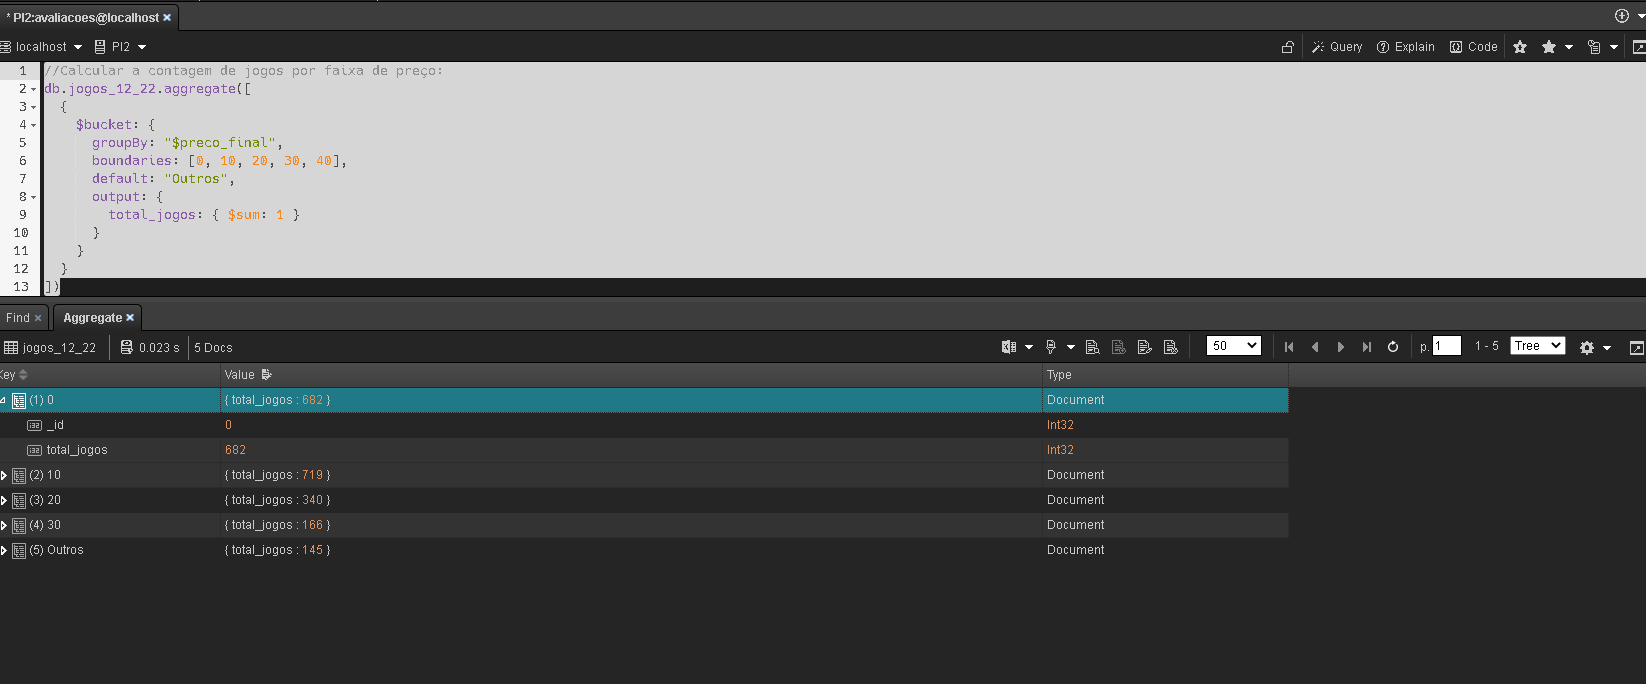 * PI2:avaliacoes@localhost ×
localhost PI2 Query Explain Code
1 //Calcular a contagem de jogos por faixa de preço:
2 db.jogos_12_22.aggregate([
3 {
4 $bucket: {
5 groupBy: "$preco_final",
6 boundaries: [0, 10, 20, 30, 40],
7 default: "Outros",
8 output: {
9 total_jogos: { $sum: 1 }
10 }
11 }
12 }
13 ])
Find × Aggregate ×
jogos_12_22 0.023 s 5 Docs 50 p. 1 1 - 5 Tree
Key Value Type
(1) 0 { total_jogos : 682 } Document
_id 0 Int32
total_jogos 682 Int32
(2) 10 { total_jogos : 719 } Document
(3) 20 { total_jogos : 340 } Document
(4) 30 { total_jogos : 166 } Document
(5) Outros { total_jogos : 145 } Document